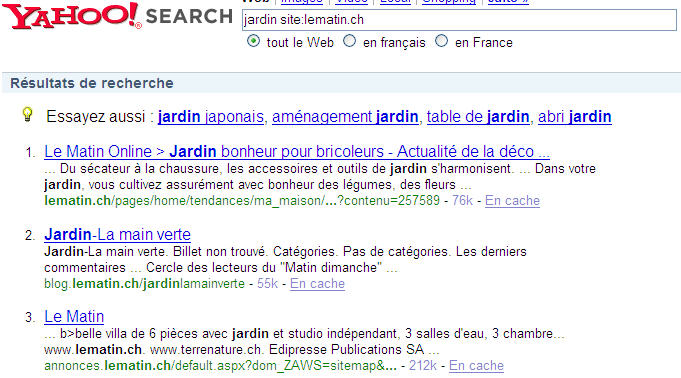 Web | Images | Video | Local | Shopping | suite »
YAHOO! SEARCH
jardin site:lematin.ch
tout le Web en français en France
Résultats de recherche
Essayez aussi : jardin japonais, aménagement jardin, table de jardin, abri jardin
1. Le Matin Online > Jardin bonheur pour bricoleurs - Actualité de la déco ...
... Du sécateur à la chaussure, les accessoires et outils de jardin s'harmonisent. ... Dans votre
jardin, vous cultivez assurément avec bonheur des légumes, des fleurs ...
lematin.ch/pages/home/tendances/ma_maison/...?contenu=257589 - 76k - En cache
2. Jardin-La main verte
Jardin-La main verte. Billet non trouvé. Catégories. Pas de catégories. Les derniers
commentaires ... Cercle des lecteurs du "Matin dimanche" ...
blog.lematin.ch/jardinlamainverte - 55k - En cache
3. Le Matin
... b>belle villa de 6 pièces avec jardin et studio indépendant, 3 salles d'eau, 3 chambre...
www.lematin.ch. www.terrenature.ch. Edipresse Publications SA ...
annonces.lematin.ch/default.aspx?dom_ZAWS=sitemap&... - 212k - En cache